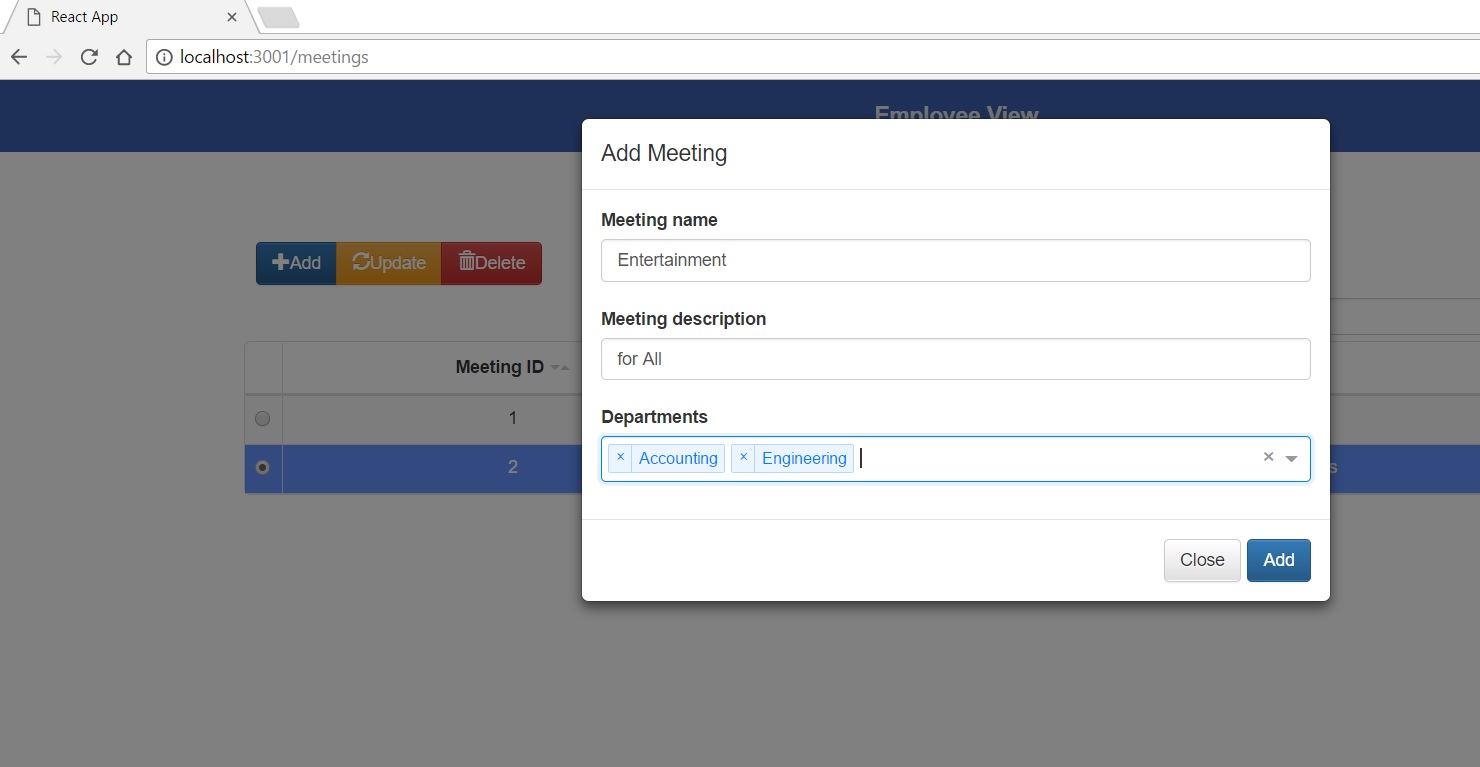 React App
localhost:3001/meetings
Employee View
Add Meeting
Meeting name
Entertainment
Add Update Delete
Meeting description
for All
Meeting ID
Departments
1
× Accounting × Engineering
2
Close Add